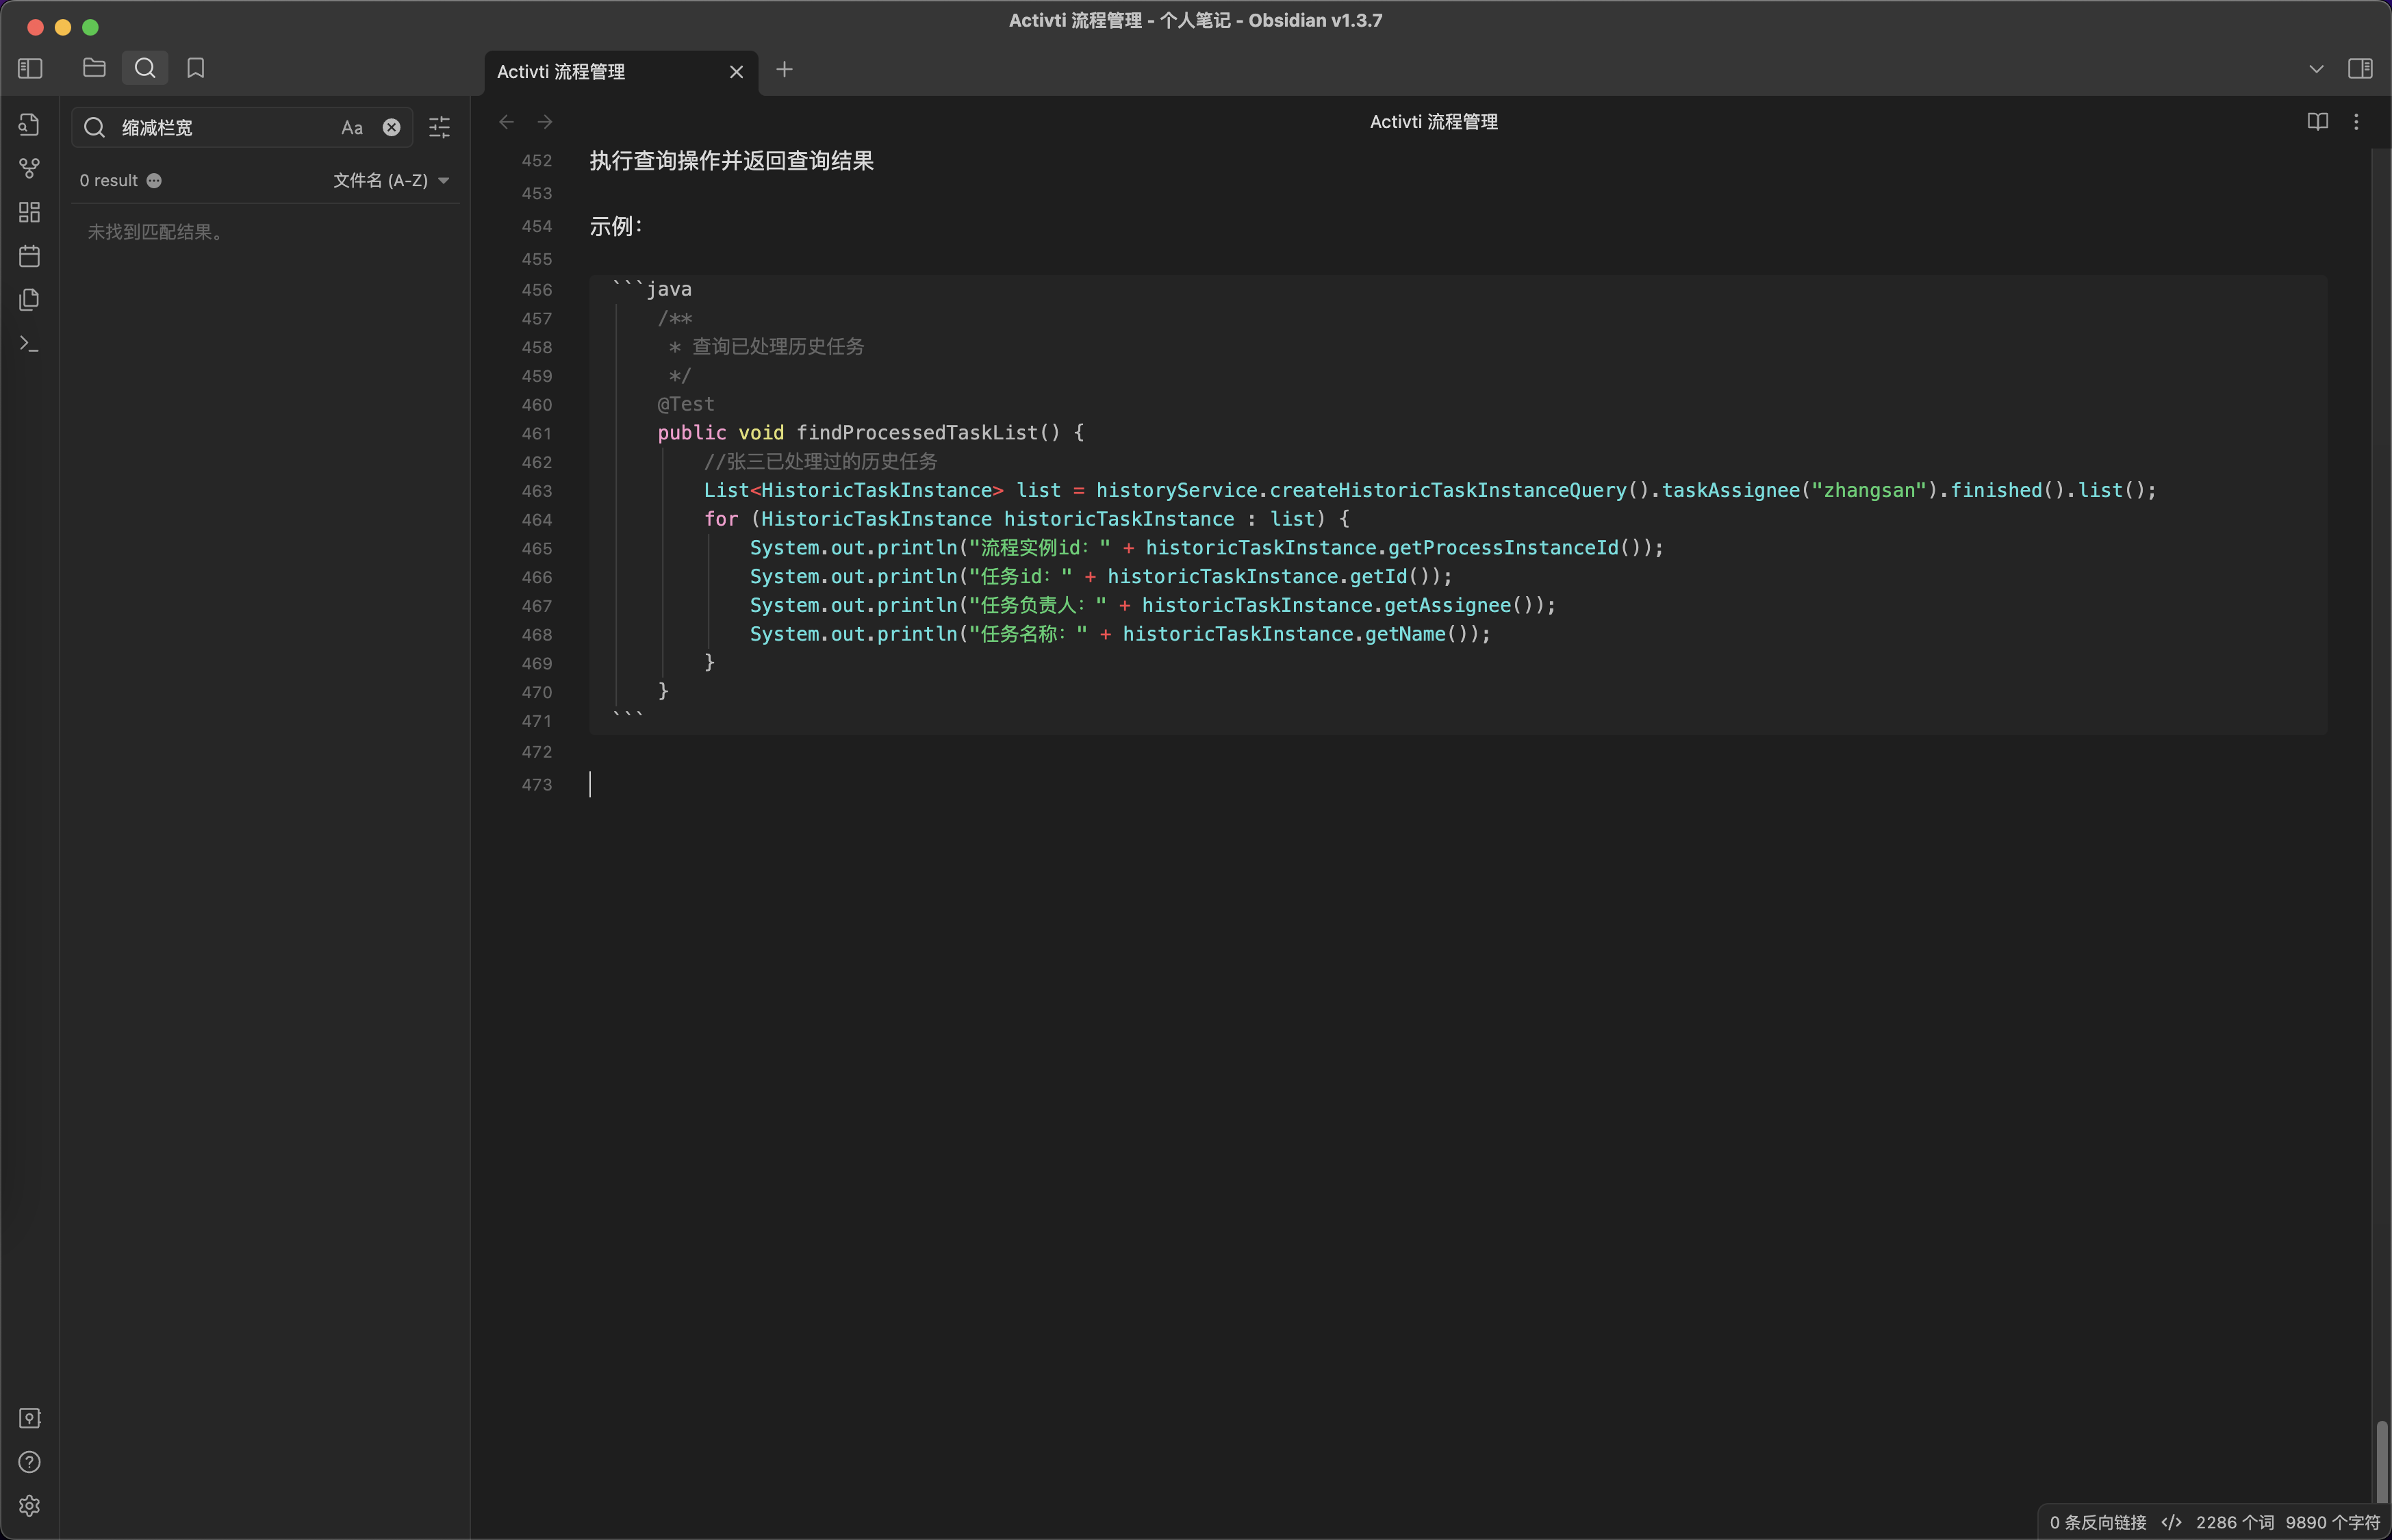 Activti 流程管理 - 个人笔记 - Obsidian v1.3.7
Activti 流程管理
缩减栏宽
Aa
0 result
文件名 (A-Z)
未找到匹配结果。
Activti 流程管理
452 执行查询操作并返回查询结果
453
454 示例：
455
456 ```java
457 /**
458 * 查询已处理历史任务
459 */
460 @Test
461 public void findProcessedTaskList() {
462 //张三已处理过的历史任务
463 List<HistoricTaskInstance> list = historyService.createHistoricTaskInstanceQuery().taskAssignee("zhangsan").finished().list();
464 for (HistoricTaskInstance historicTaskInstance : list) {
465 System.out.println("流程实例id：" + historicTaskInstance.getProcessInstanceId());
466 System.out.println("任务id：" + historicTaskInstance.getId());
467 System.out.println("任务负责人：" + historicTaskInstance.getAssignee());
468 System.out.println("任务名称：" + historicTaskInstance.getName());
469 }
470 }
471 ```
472
473
0 条反向链接 </> 2286 个词 9890 个字符